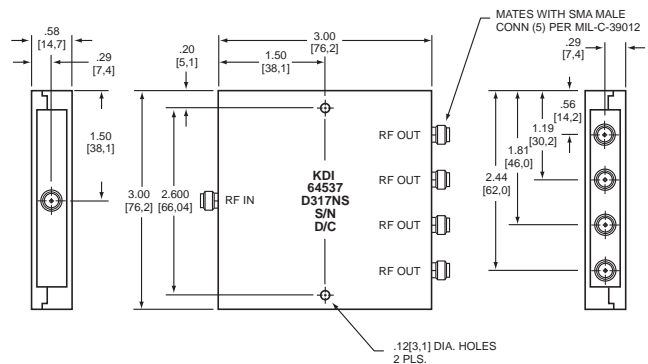 .58
[14,7]
.29
[7,4]
1.50
[38,1]
3.00
[76,2]
1.50
[38,1]
.20
[5,1]
3.00
[76,2]
2.600
[66,04]
RF IN
KDI
64537
D317NS
S/N
D/C
RF OUT
RF OUT
RF OUT
RF OUT
MATES WITH SMA MALE
CONN (5) PER MIL-C-39012
.29
[7,4]
.56
[14,2]
1.19
[30,2]
1.81
[46,0]
2.44
[62,0]
.12[3,1] DIA. HOLES
2 PLS.